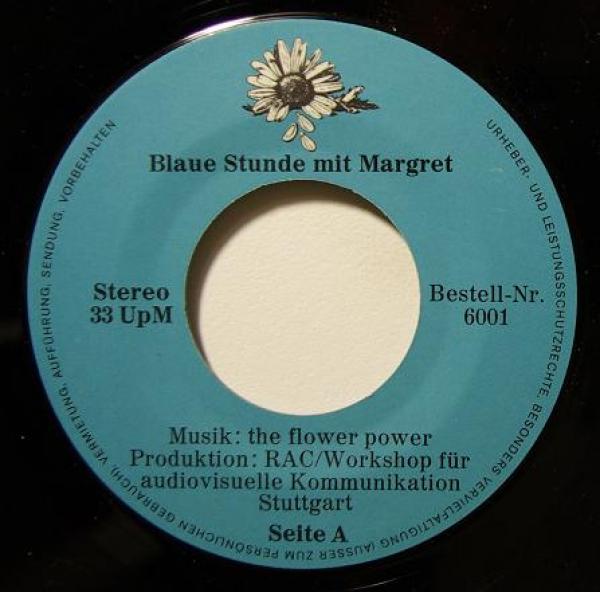 Blaue Stunde mit Margret
Stereo
33 UpM
Bestell-Nr.
6001
Musik: the flower power
Produktion: RAC/Workshop für
audiovisuelle Kommunikation
Stuttgart
Seite A
URHEBER- UND LEISTUNGSSCHUTZRECHTE, BESONDERS VERVIELFÄLTIGUNG (AUSSER ZUM PERSÖNLICHEN GEBRAUCH), VERMIETUNG, AUFFÜHRUNG, SENDUNG, VORBEHALTEN